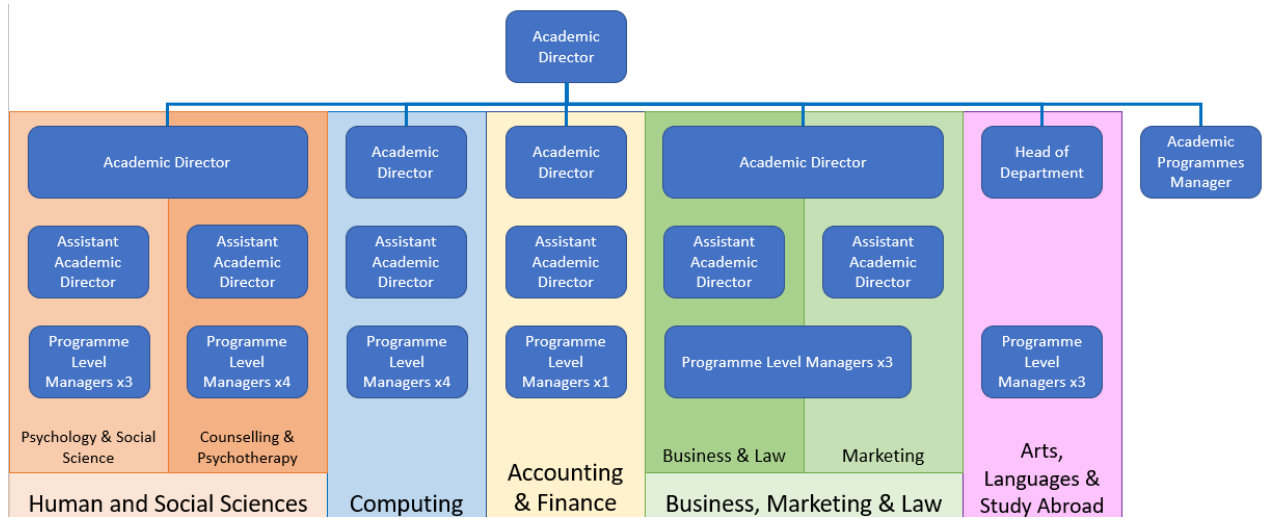 Academic
Director
Academic Director
Academic
Director
Academic
Director
Academic Director
Head of
Department
Academic
Programmes
Manager
Assistant
Academic
Director
Assistant
Academic
Director
Assistant
Academic
Director
Assistant
Academic
Director
Assistant
Academic
Director
Assistant
Academic
Director
Programme
Level
Managers x3
Programme
Level
Managers x4
Programme
Level
Managers x4
Programme
Level
Managers x1
Programme Level Managers x3
Programme
Level
Managers x3
Psychology & Social
Science
Counselling &
Psychotherapy
Business & Law
Marketing
Human and Social Sciences
Computing
Accounting
& Finance
Business, Marketing & Law
Arts,
Languages &
Study Abroad